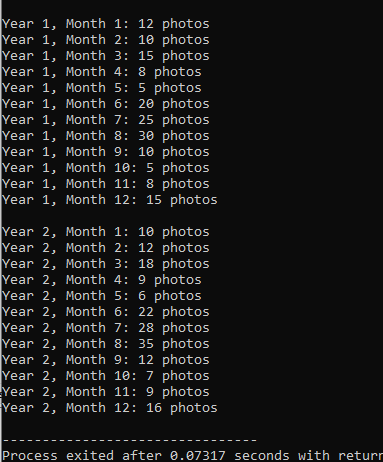 Year 1, Month 1: 12 photos
Year 1, Month 2: 10 photos
Year 1, Month 3: 15 photos
Year 1, Month 4: 8 photos
Year 1, Month 5: 5 photos
Year 1, Month 6: 20 photos
Year 1, Month 7: 25 photos
Year 1, Month 8: 30 photos
Year 1, Month 9: 10 photos
Year 1, Month 10: 5 photos
Year 1, Month 11: 8 photos
Year 1, Month 12: 15 photos
Year 2, Month 1: 10 photos
Year 2, Month 2: 12 photos
Year 2, Month 3: 18 photos
Year 2, Month 4: 9 photos
Year 2, Month 5: 6 photos
Year 2, Month 6: 22 photos
Year 2, Month 7: 28 photos
Year 2, Month 8: 35 photos
Year 2, Month 9: 12 photos
Year 2, Month 10: 7 photos
Year 2, Month 11: 9 photos
Year 2, Month 12: 16 photos
--------------------------------
Process exited after 0.07317 seconds with return